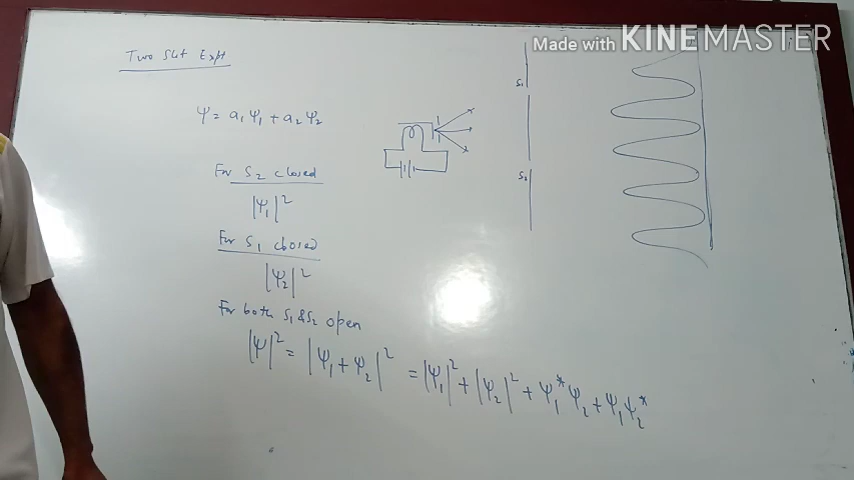 Made with KINEMASTER
Two Slit Expt
S₁
ψ = a₁ψ₁ + a₂ψ₂
For S₂ closed
S₂
|ψ₁|²
For S₁ closed
|ψ₂|²
For both S₁ & S₂ open
|ψ|² = |ψ₁ + ψ₂|² = |ψ₁|² + |ψ₂|² + ψ₁*ψ₂ + ψ₁ψ₂*